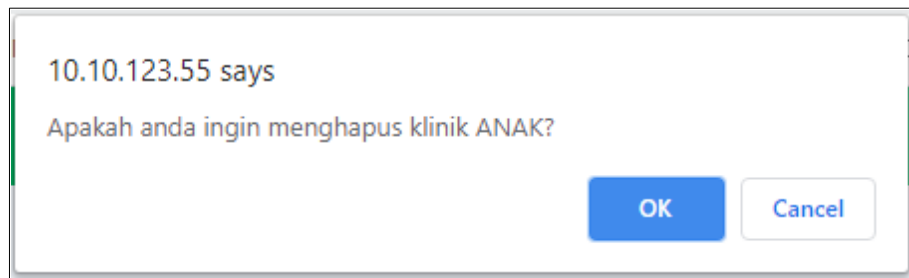 10.10.123.55 says
Apakah anda ingin menghapus klinik ANAK?
OK Cancel